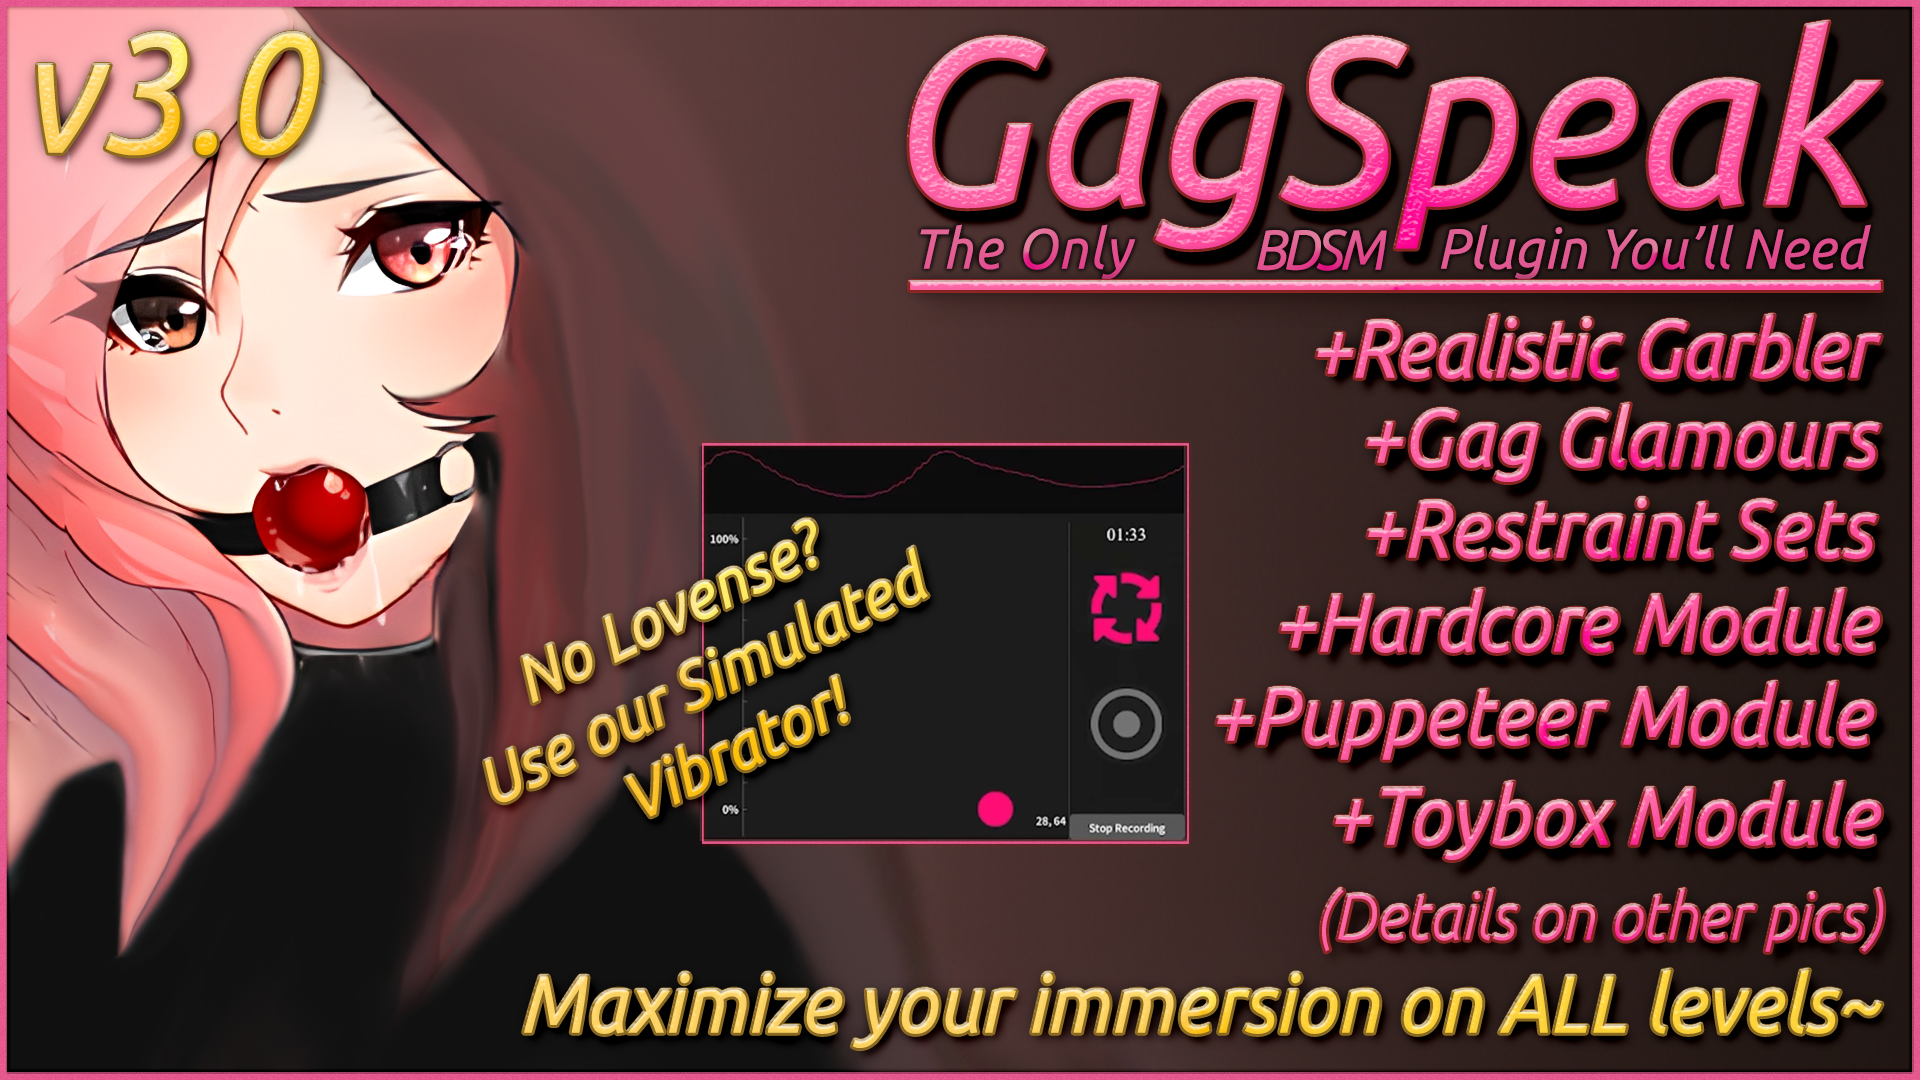 v3.0
GagSpeak
The Only BDSM Plugin You'll Need
+Realistic Garbler
+Gag Glamours
+Restraint Sets
+Hardcore Module
+Puppeteer Module
+Toybox Module
(Details on other pics)
No Lovense?
Use our Simulated
Vibrator!
100%
01:33
0%
28,64
Stop Recording
Maximize your immersion on ALL levels~